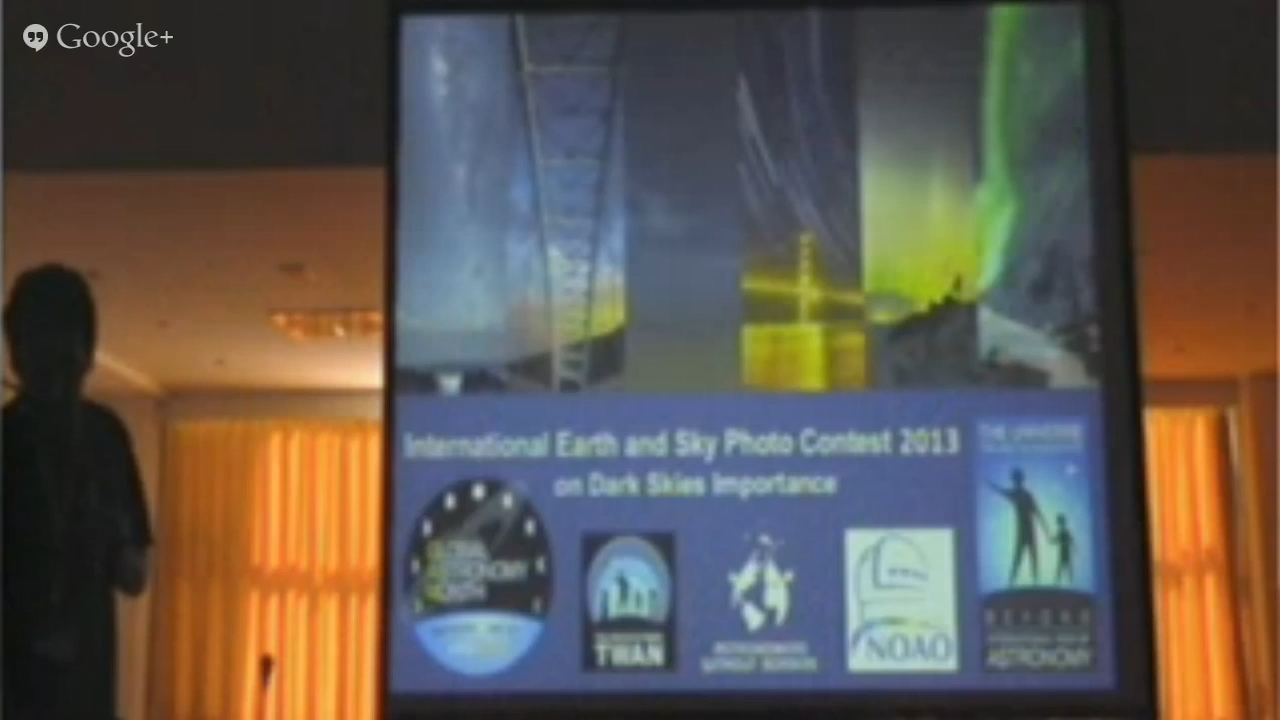 Google+
International Earth and Sky Photo Contest 2013
on Dark Skies Importance
THE UNIVERSE
GLOBAL
ASTRONOMY
MONTH
TWAN
ASTRONOMERS
WITHOUT BORDERS
NOAO
BEYOND
ASTRONOMY